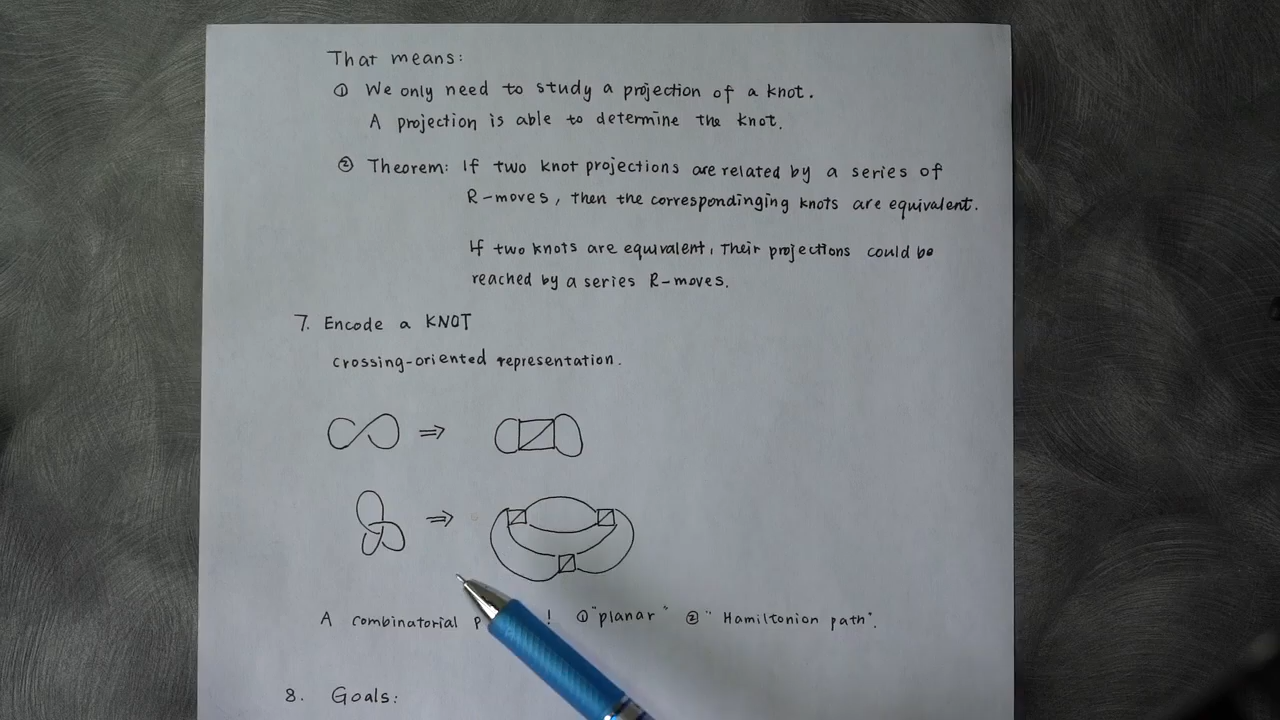 That means:
① We only need to study a projection of a knot.
A projection is able to determine the knot.
② Theorem: If two knot projections are related by a series of
R-moves, then the correspondinging knots are equivalent.
If two knots are equivalent, Their projections could be
reached by a series R-moves.
7. Encode a KNOT
crossing-oriented representation.
⇒
⇒
A combinatorial ! ① "planar" ② "Hamiltonion path".
8. Goals: